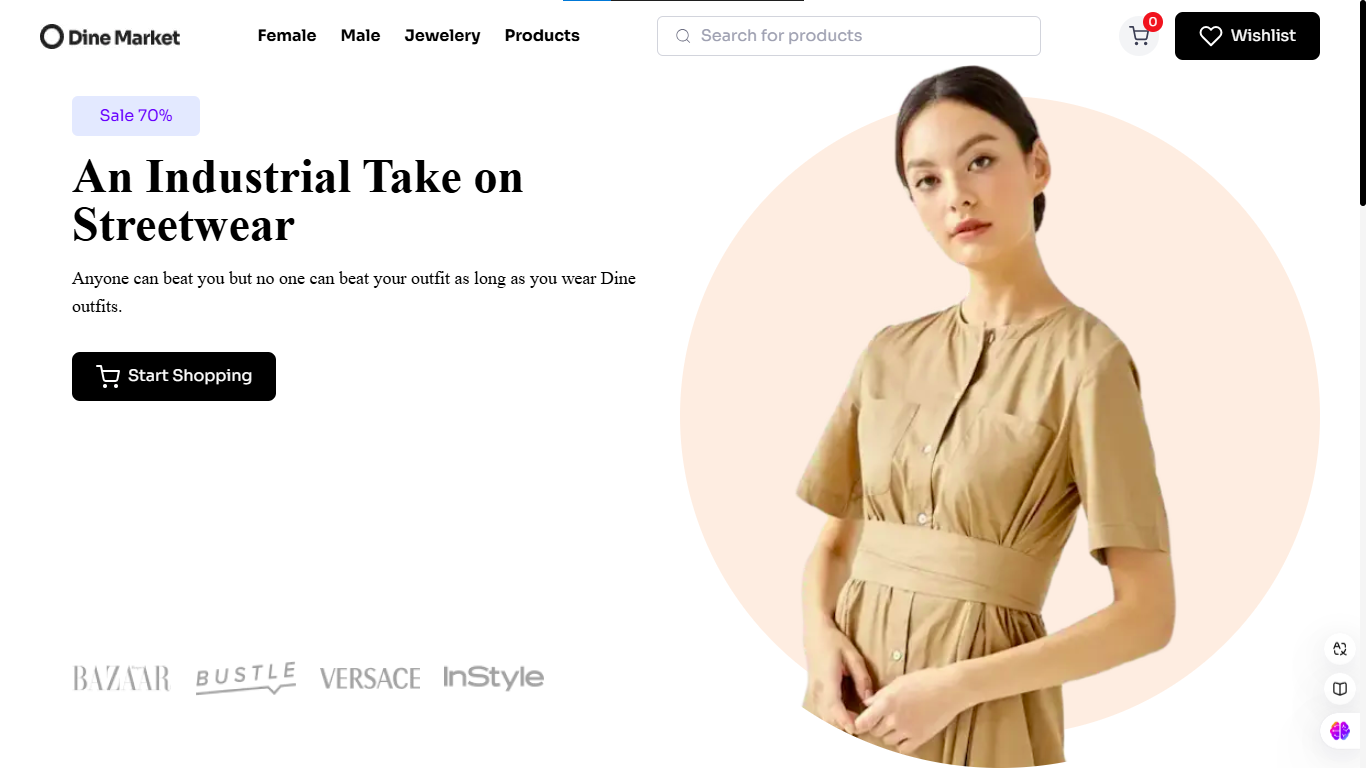 Dine Market
Female
Male
Jewelery
Products
Search for products
0
Wishlist
Sale 70%
An Industrial Take on
Streetwear
Anyone can beat you but no one can beat your outfit as long as you wear Dine
outfits.
Start Shopping
BAZAAR
BUSTLE
VERSACE
InStyle